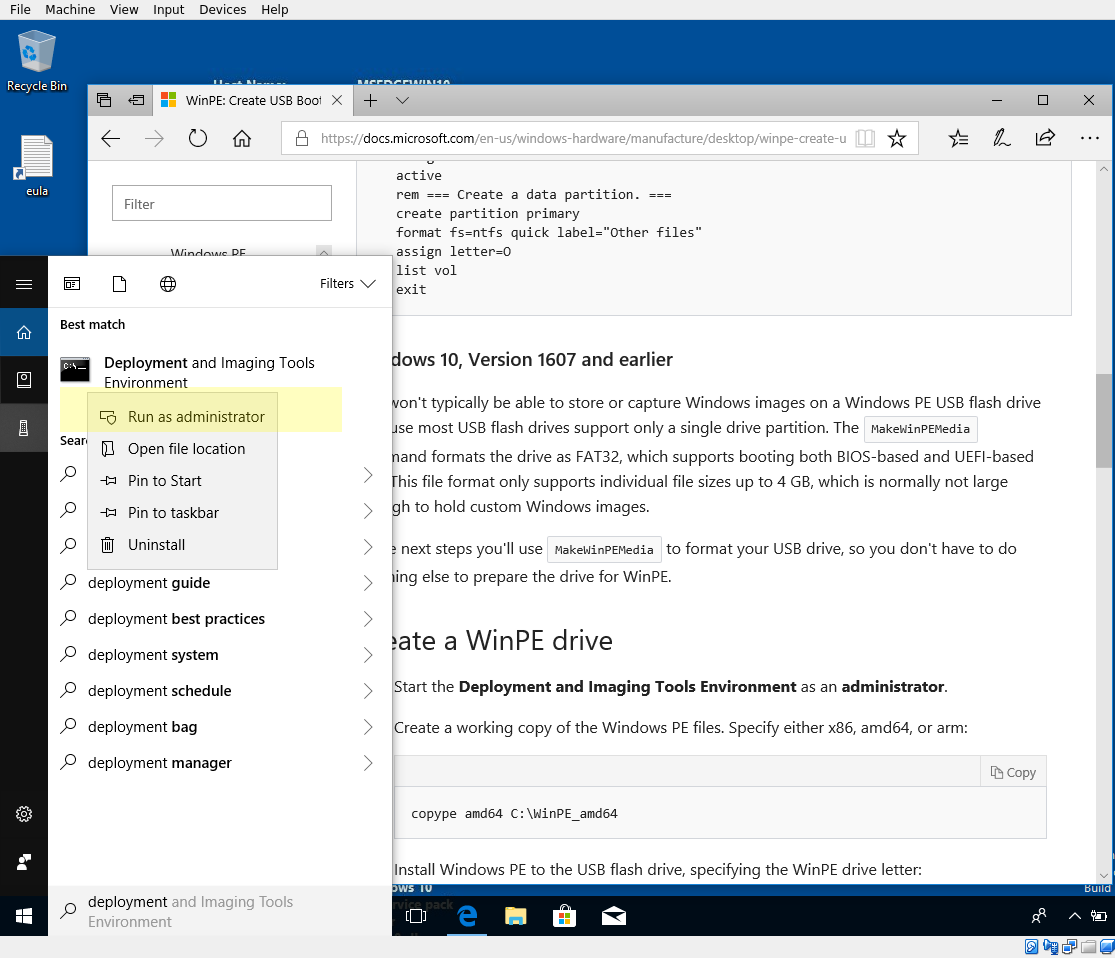 File Machine View Input Devices Help
Recycle Bin
eula
Host Name: MSEDGEWIN10
WinPE: Create USB Boot
https://docs.microsoft.com/en-us/windows-hardware/manufacture/desktop/winpe-create-u
Filter
Windows PE
active
rem === Create a data partition. ===
create partition primary
format fs=ntfs quick label="Other files"
assign letter=O
list vol
exit
dows 10, Version 1607 and earlier
won't typically be able to store or capture Windows images on a Windows PE USB flash drive
use most USB flash drives support only a single drive partition. The MakeWinPEMedia
mand formats the drive as FAT32, which supports booting both BIOS-based and UEFI-based
This file format only supports individual file sizes up to 4 GB, which is normally not large
gh to hold custom Windows images.
e next steps you'll use MakeWinPEMedia to format your USB drive, so you don't have to do
ing else to prepare the drive for WinPE.
eate a WinPE drive
Start the Deployment and Imaging Tools Environment as an administrator.
Create a working copy of the Windows PE files. Specify either x86, amd64, or arm:
Copy
copype amd64 C:\WinPE_amd64
Install Windows PE to the USB flash drive, specifying the WinPE drive letter:
Filters
Best match
C:\_
Deployment and Imaging Tools
Environment
Run as administrator
Sear
Open file location
Pin to Start
Pin to taskbar
Uninstall
deployment guide
deployment best practices
deployment system
deployment schedule
deployment bag
deployment manager
deployment and Imaging Tools
Environment
ows 10
rvice pack
Build